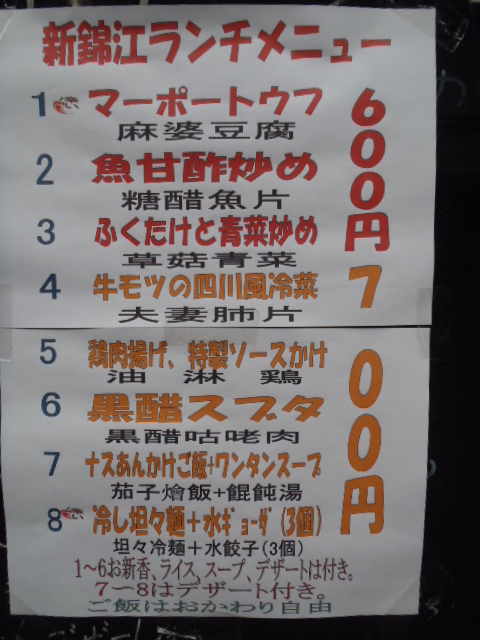 新錦江ランチメニュー
1 マーポートウフ
麻婆豆腐
2 魚甘酢炒め
糖醋魚片
3 ふくたけと青菜炒め
草菇青菜
600円
4 牛モツの四川風冷菜
夫妻肺片
5 鶏肉揚げ、特製ソースかけ
油淋鶏
6 黒醋スブタ
黒醋咕咾肉
7 ナスあんかけご飯+ワンタンスープ
茄子燴飯+餛飩湯
8 冷し坦々麺+水ギョーザ(3個)
坦々冷麺+水餃子(3個)
700円
1~6お新香、ライス、スープ、デザートは付き。
7~8はデザート付き。
ご飯はおかわり自由